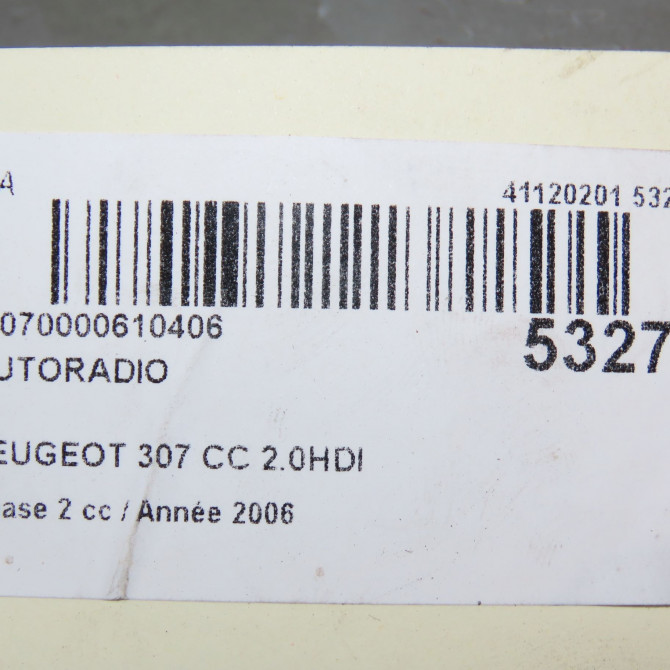 A 41120201 532
070000610406 5327
UTORADIO
EUGEOT 307 CC 2.0HDI
ase 2 cc / Année 2006